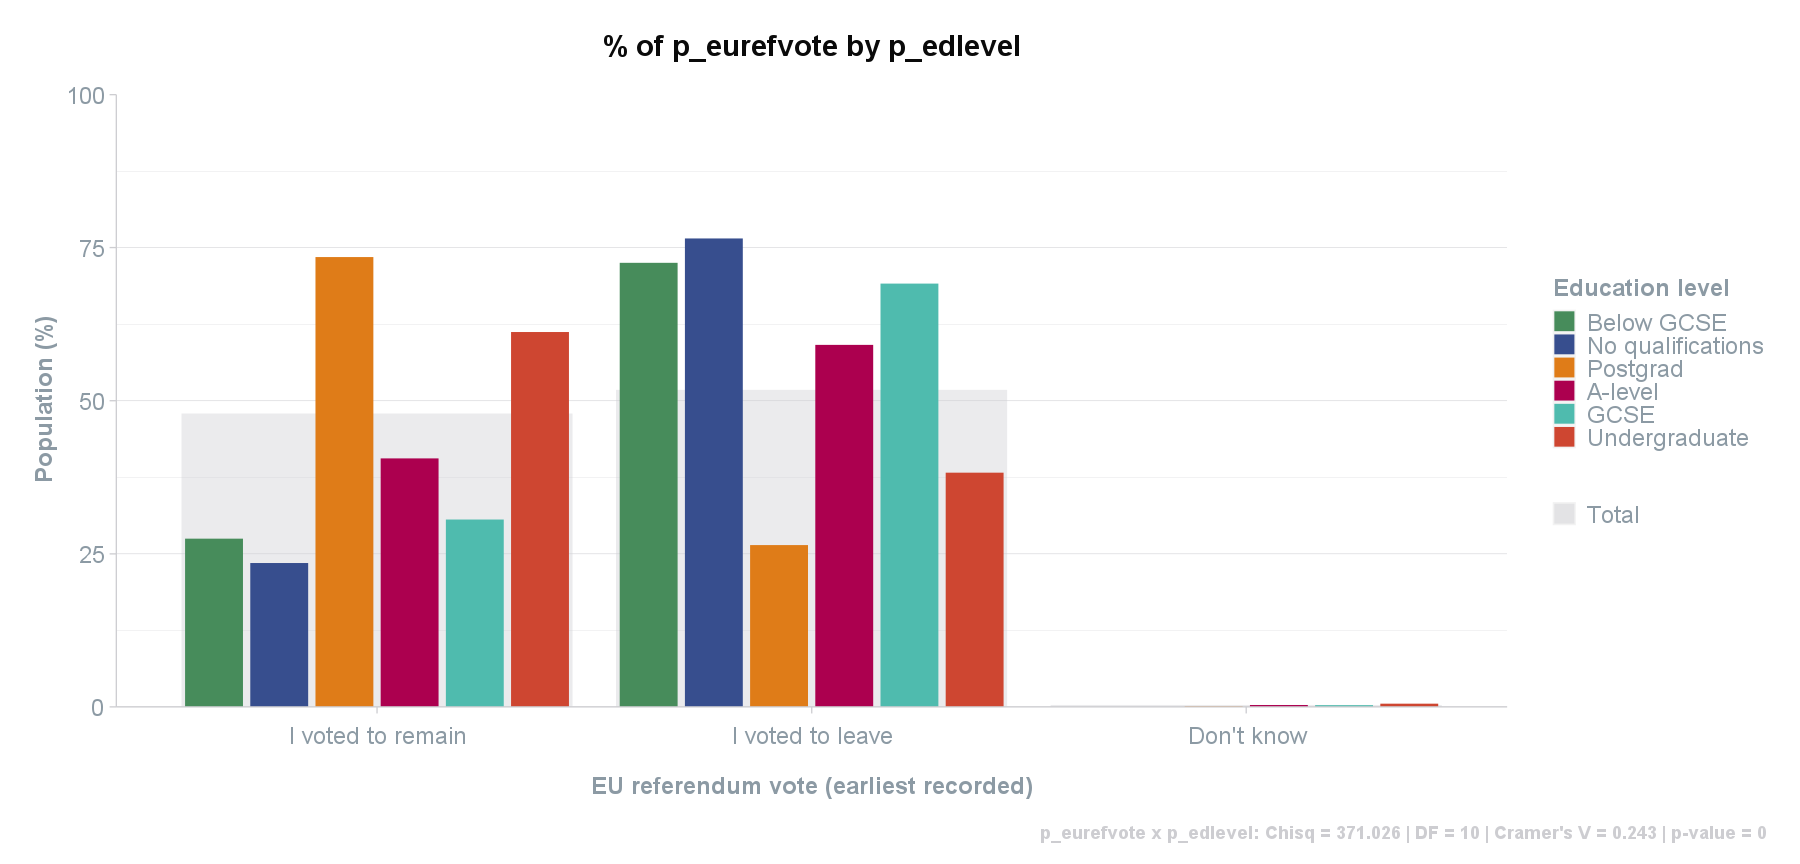 % of p_eurefvote by p_edlevel
100
75
50
25
0
Population (%)
I voted to remain
I voted to leave
Don't know
EU referendum vote (earliest recorded)
Education level
Below GCSE
No qualifications
Postgrad
A-level
GCSE
Undergraduate
Total
p_eurefvote x p_edlevel: Chisq = 371.026 | DF = 10 | Cramer's V = 0.243 | p-value = 0